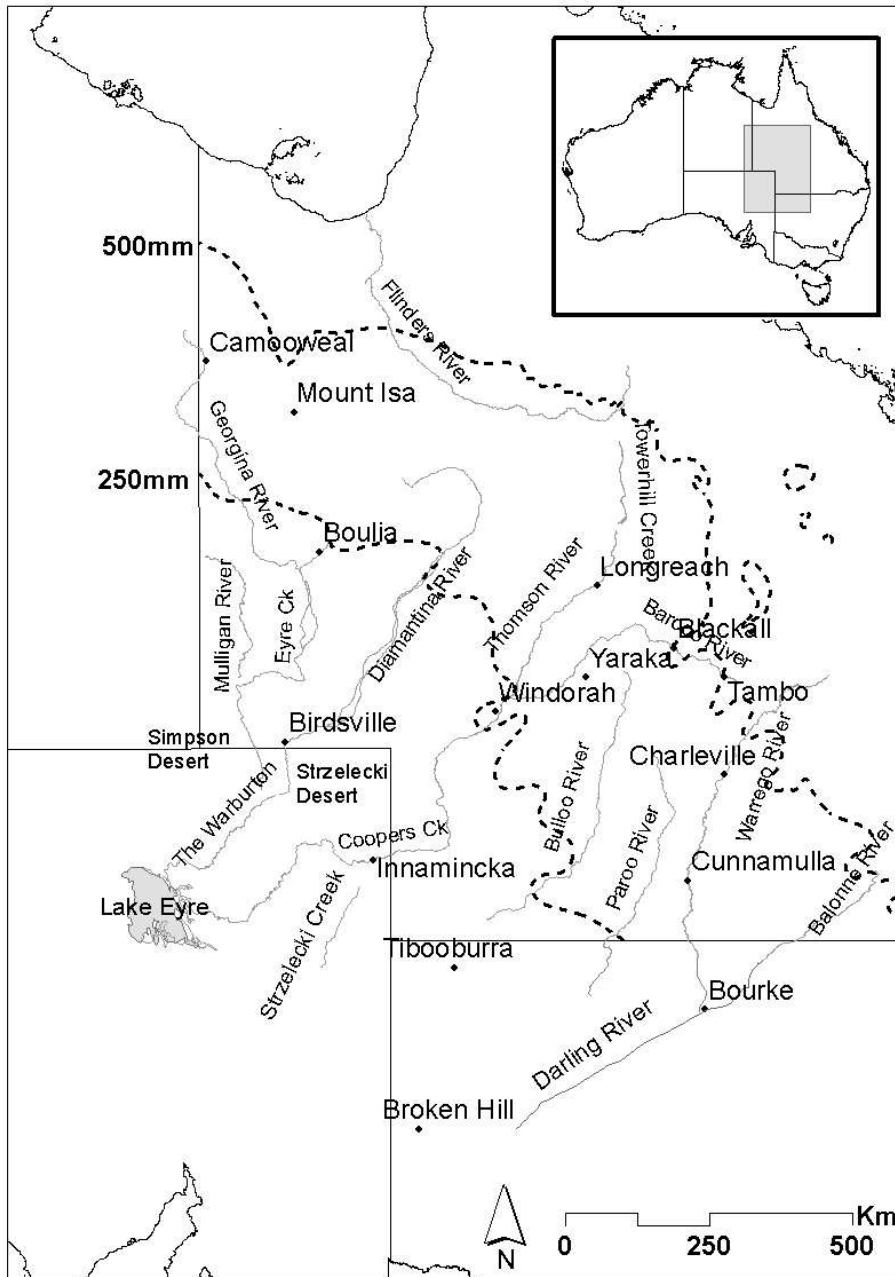 500mm
Flinders River
Camooweal
Mount Isa
Georgina River
Towerhill Creek
250mm
Boulia
Longreach
Thomson River
Diamantina River
Mulligan River
Eyre Ck
Barcoo River
Blackall
Yaraka
Tambo
Windorah
Birdsville
Simpson
Desert
Strzelecki
Desert
Charleville
Warrego River
Bulloo River
The Warburton
Coopers Ck
Paroo River
Innamincka
Cunnamulla
Balonne River
Lake Eyre
Strzelecki Creek
Tibooburra
Bourke
Darling River
Broken Hill
N
Km
0 250 500